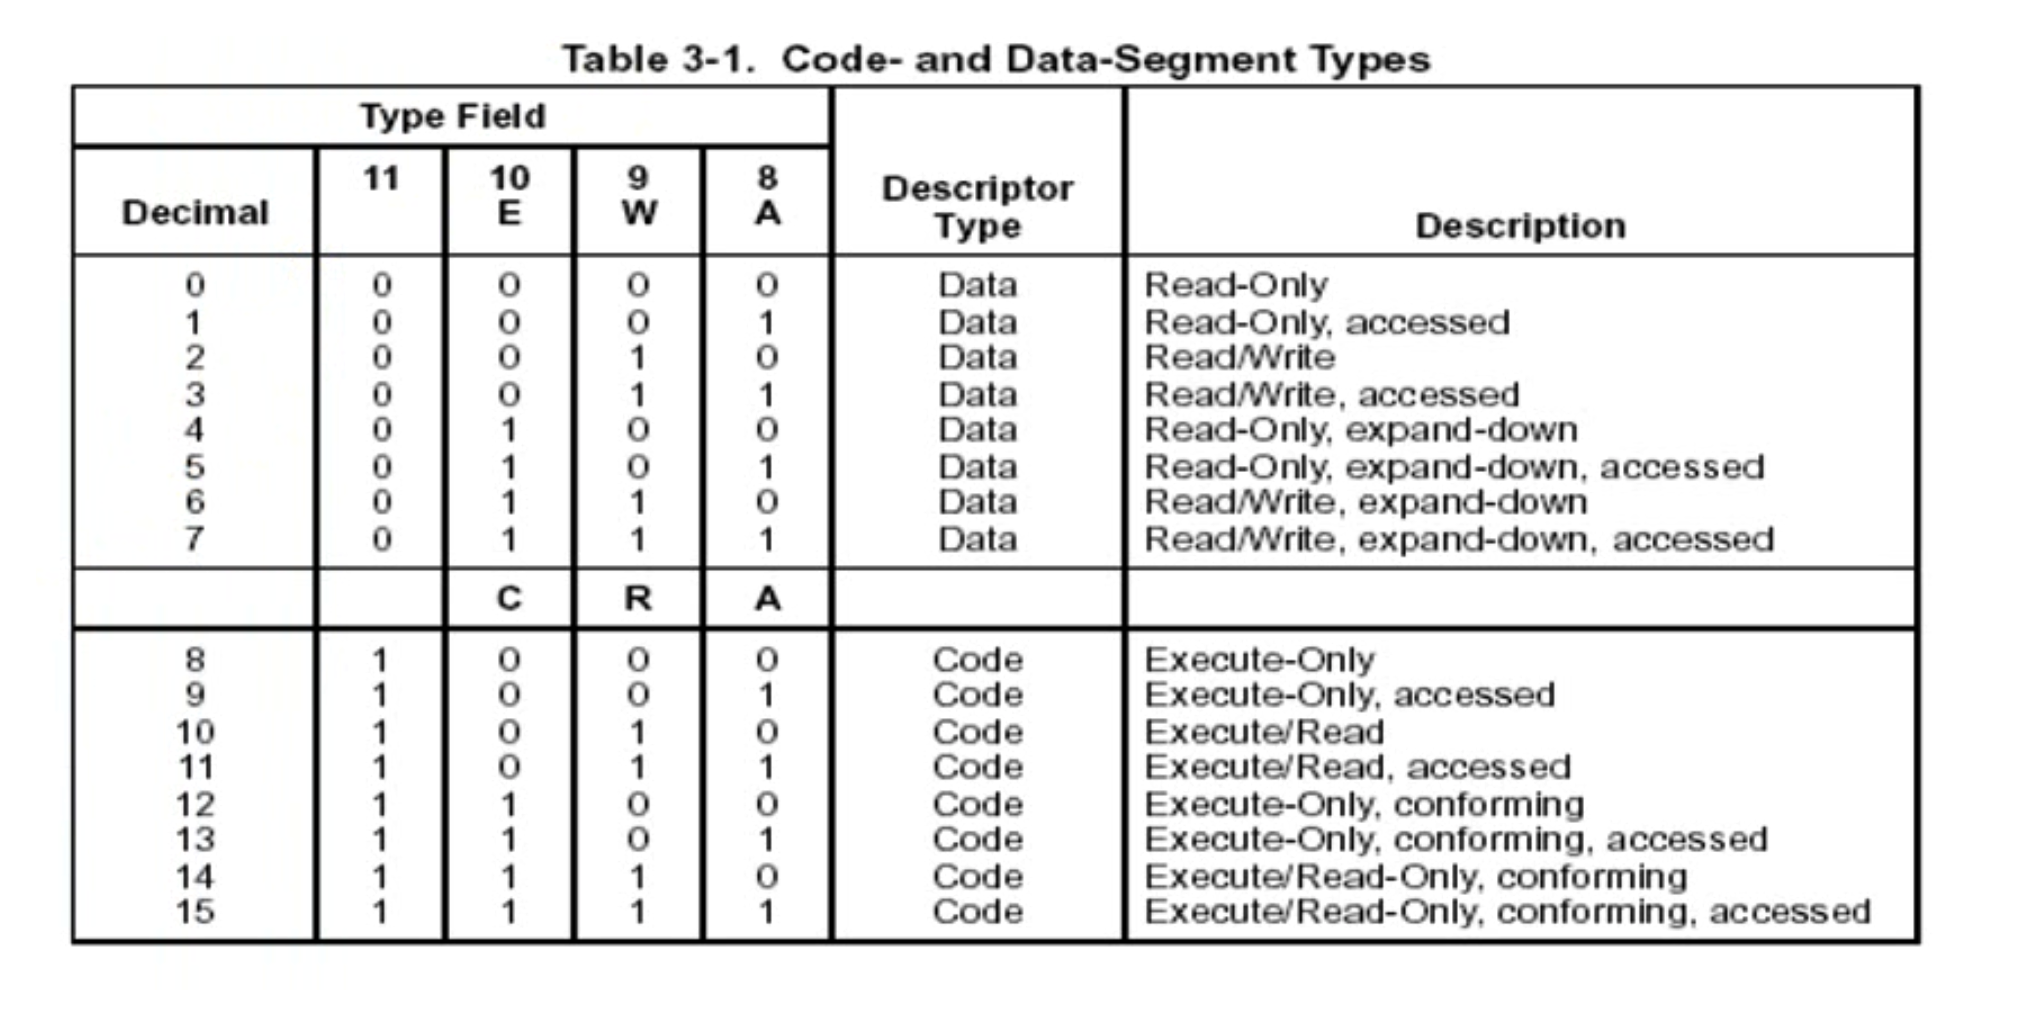 Table 3-1. Code- and Data-Segment Types
Type Field
Decimal 11 10 E 9 W 8 A Descriptor Type Description
0 0 0 0 0 Data Read-Only
1 0 0 0 1 Data Read-Only, accessed
2 0 0 1 0 Data Read/Write
3 0 0 1 1 Data Read/Write, accessed
4 0 1 0 0 Data Read-Only, expand-down
5 0 1 0 1 Data Read-Only, expand-down, accessed
6 0 1 1 0 Data Read/Write, expand-down
7 0 1 1 1 Data Read/Write, expand-down, accessed
C R A
8 1 0 0 0 Code Execute-Only
9 1 0 0 1 Code Execute-Only, accessed
10 1 0 1 0 Code Execute/Read
11 1 0 1 1 Code Execute/Read, accessed
12 1 1 0 0 Code Execute-Only, conforming
13 1 1 0 1 Code Execute-Only, conforming, accessed
14 1 1 1 0 Code Execute/Read-Only, conforming
15 1 1 1 1 Code Execute/Read-Only, conforming, accessed